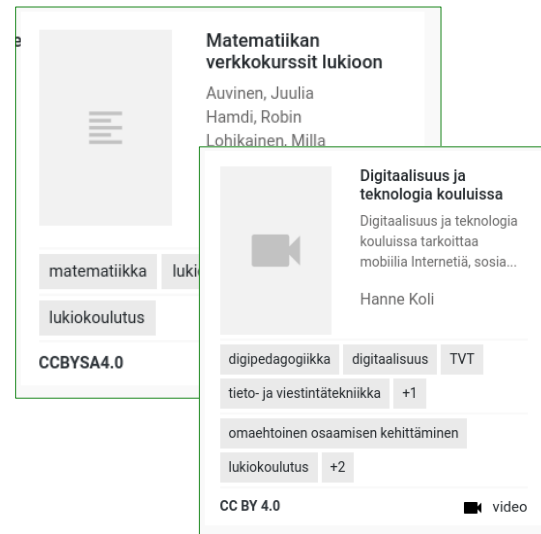 Matematiikan
verkkokurssit lukioon
Auvinen, Juulia
Hamdi, Robin
Lohikainen, Milla
matematiikka
lukiokoulutus
CCBYSA4.0
Digitaalisuus ja
teknologia kouluissa
Digitaalisuus ja teknologia
kouluissa tarkoittaa
mobiilia Internetiä, sosia...
Hanne Koli
digipedagogiikka digitaalisuus TVT
tieto- ja viestintätekniikka +1
omaehtoinen osaamisen kehittäminen
lukiokoulutus +2
CC BY 4.0 video